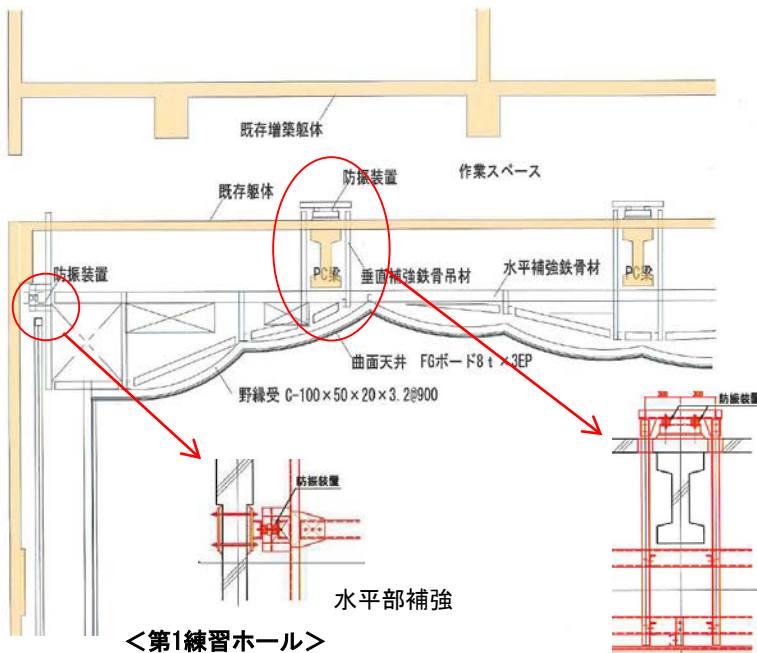 既存増築躯体
作業スペース
防振装置
既存躯体
防振装置
PC梁
垂直補強鉄骨吊材
水平補強鉄骨材
PC梁
曲面天井 FGボード8t×3EP
野縁受 C-100×50×20×3.2@900
防振装置
300
300
防振装置
水平部補強
<第1練習ホール>